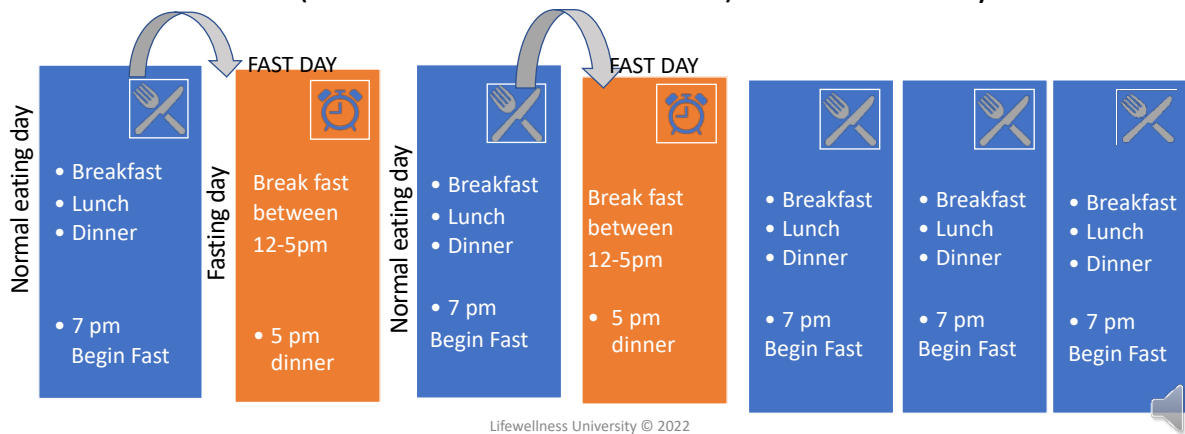 Normal eating day
• Breakfast
• Lunch
• Dinner
• 7 pm
Begin Fast
Fasting day
FAST DAY
Break fast
between
12-5pm
• 5 pm
dinner
Normal eating day
• Breakfast
• Lunch
• Dinner
• 7 pm
Begin Fast
FAST DAY
Break fast
between
12-5pm
• 5 pm
dinner
• Breakfast
• Lunch
• Dinner
• 7 pm
Begin Fast
• Breakfast
• Lunch
• Dinner
• 7 pm
Begin Fast
• Breakfast
• Lunch
• Dinner
• 7 pm
Begin Fast
Lifewellness University © 2022